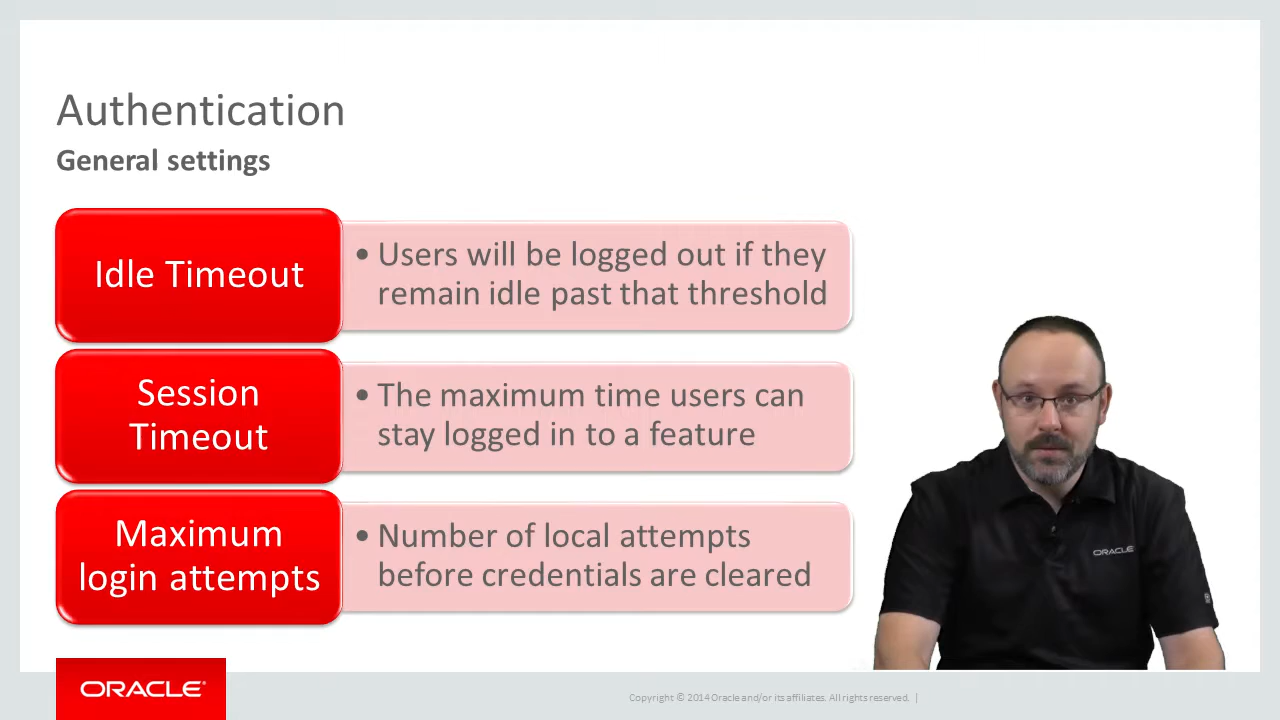 Authentication
General settings
Idle Timeout
• Users will be logged out if they
remain idle past that threshold
Session
Timeout
• The maximum time users can
stay logged in to a feature
Maximum
login attempts
• Number of local attempts
before credentials are cleared
ORACLE
ORACLE®
Copyright © 2014 Oracle and/or its affiliates. All rights reserved. |